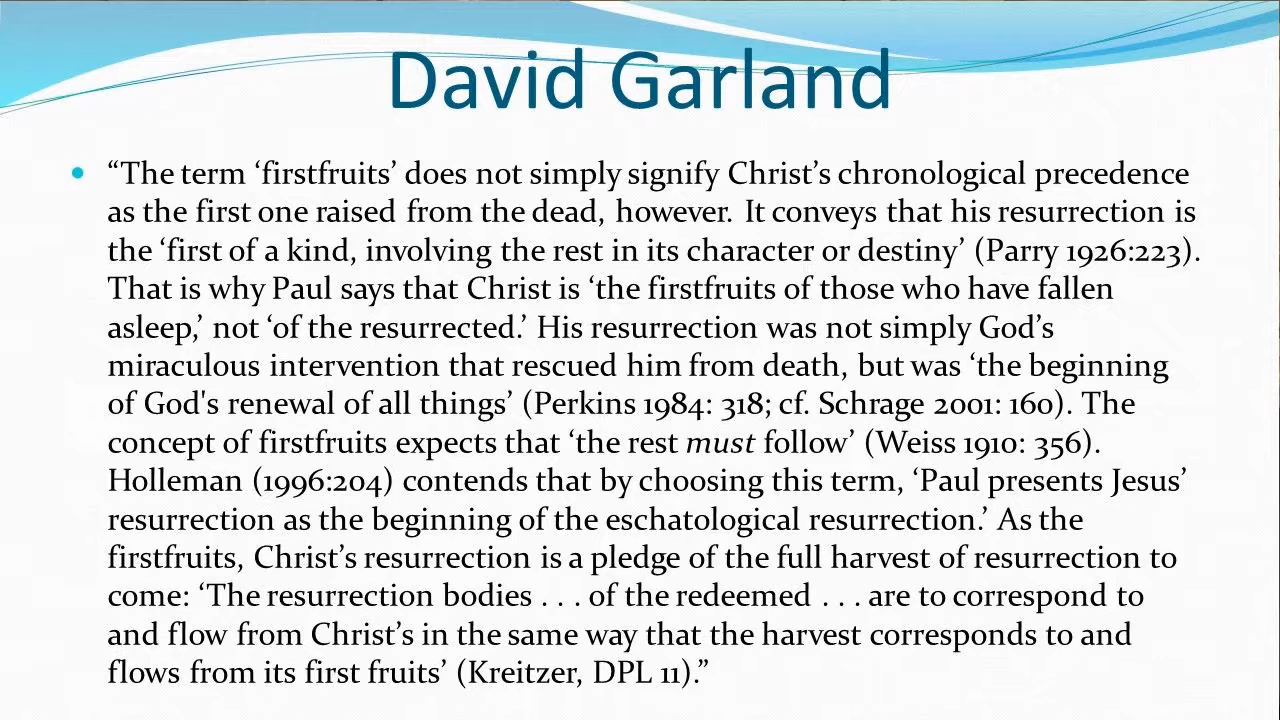 David Garland
• “The term ‘firstfruits’ does not simply signify Christ’s chronological precedence
as the first one raised from the dead, however. It conveys that his resurrection is
the ‘first of a kind, involving the rest in its character or destiny’ (Parry 1926:223).
That is why Paul says that Christ is ‘the firstfruits of those who have fallen
asleep,’ not ‘of the resurrected.’ His resurrection was not simply God’s
miraculous intervention that rescued him from death, but was ‘the beginning
of God's renewal of all things’ (Perkins 1984: 318; cf. Schrage 2001: 160). The
concept of firstfruits expects that ‘the rest must follow’ (Weiss 1910: 356).
Holleman (1996:204) contends that by choosing this term, ‘Paul presents Jesus’
resurrection as the beginning of the eschatological resurrection.’ As the
firstfruits, Christ’s resurrection is a pledge of the full harvest of resurrection to
come: ‘The resurrection bodies . . . of the redeemed . . . are to correspond to
and flow from Christ’s in the same way that the harvest corresponds to and
flows from its first fruits’ (Kreitzer, DPL 11).”